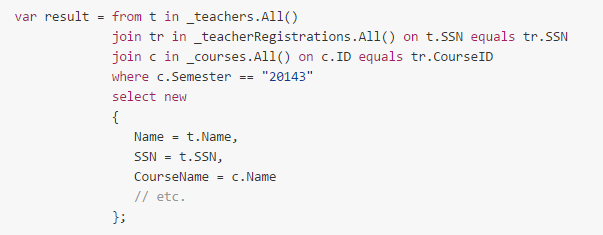 var result = from t in _teachers.All()
join tr in _teacherRegistrations.All() on t.SSN equals tr.SSN
join c in _courses.All() on c.ID equals tr.CourseID
where c.Semester == "20143"
select new
{
Name = t.Name,
SSN = t.SSN,
CourseName = c.Name
// etc.
};